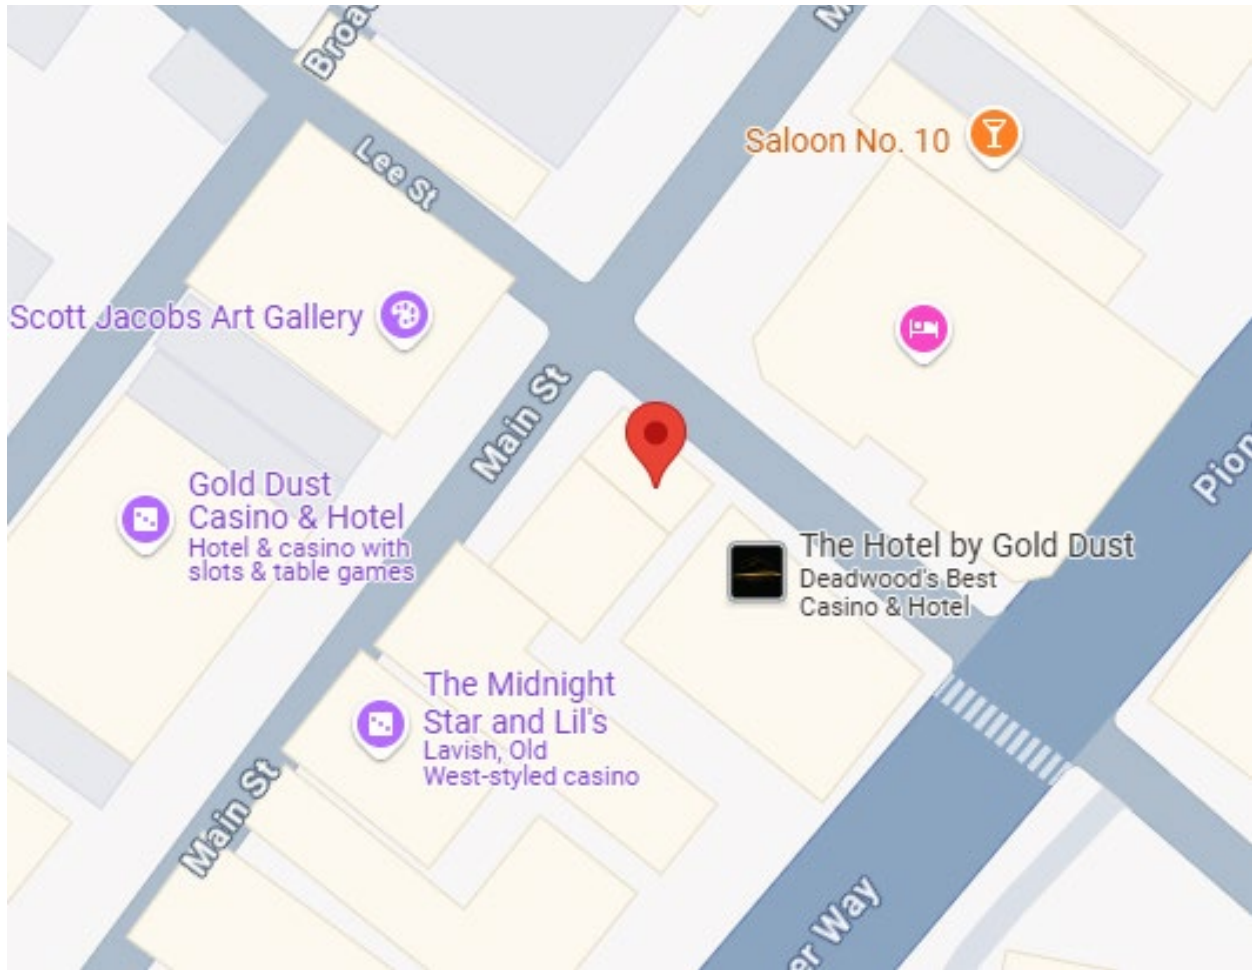 Broad
M
Lee St
Saloon No. 10
Scott Jacobs Art Gallery
Main St
Pion
Gold Dust
Casino & Hotel
Hotel & casino with
slots & table games
The Hotel by Gold Dust
Deadwood's Best
Casino & Hotel
The Midnight
Star and Lil's
Lavish, Old
West-styled casino
Main St
er Way